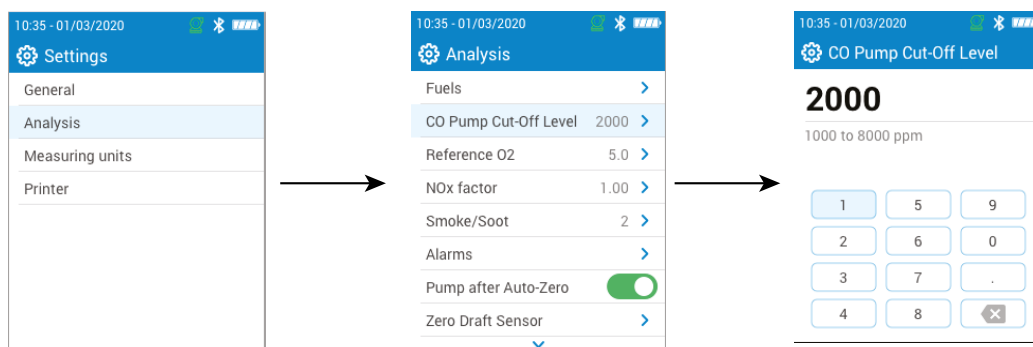 10:35 - 01/03/2020
Settings
General
Analysis
Measuring units
Printer
10:35 - 01/03/2020
Analysis
Fuels
CO Pump Cut-Off Level 2000
Reference O2 5.0
NOx factor 1.00
Smoke/Soot 2
Alarms
Pump after Auto-Zero
Zero Draft Sensor
10:35 - 01/03/2020
CO Pump Cut-Off Level
2000
1000 to 8000 ppm
1 5 9
2 6 0
3 7 .
4 8